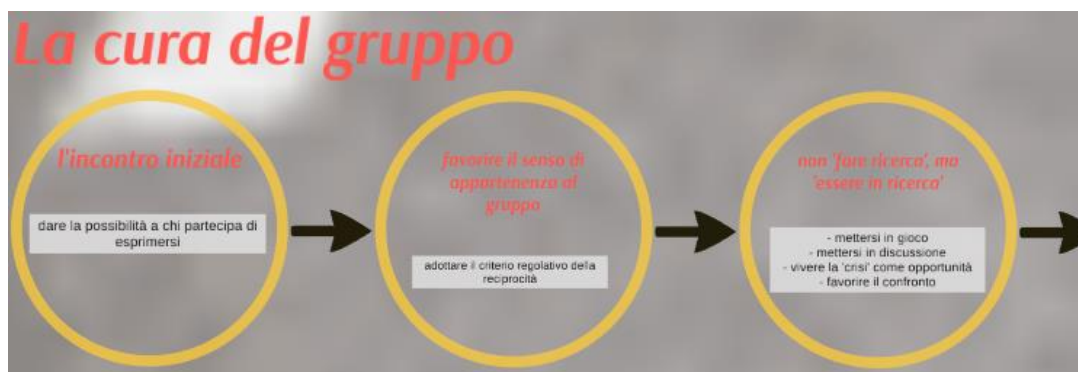 La cura del gruppo
l'incontro iniziale
dare la possibilità a chi partecipa di
esprimersi
favorire il senso di
appartenenza al
gruppo
adottare il criterio regolativo della
reciprocità
non 'fare ricerca', ma
'essere in ricerca'
- mettersi in gioco
- mettersi in discussione
- vivere la 'crisi' come opportunità
- favorire il confronto